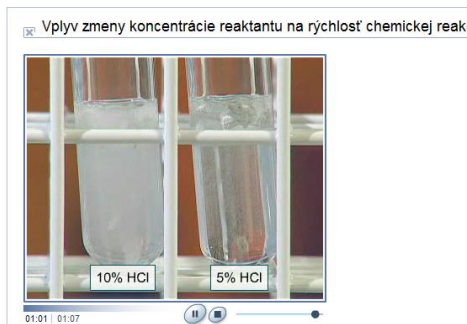 Vplyv zmeny koncentrácie reaktantu na rýchlosť chemickej reak
10% HCl
5% HCl
01:01 | 01:07